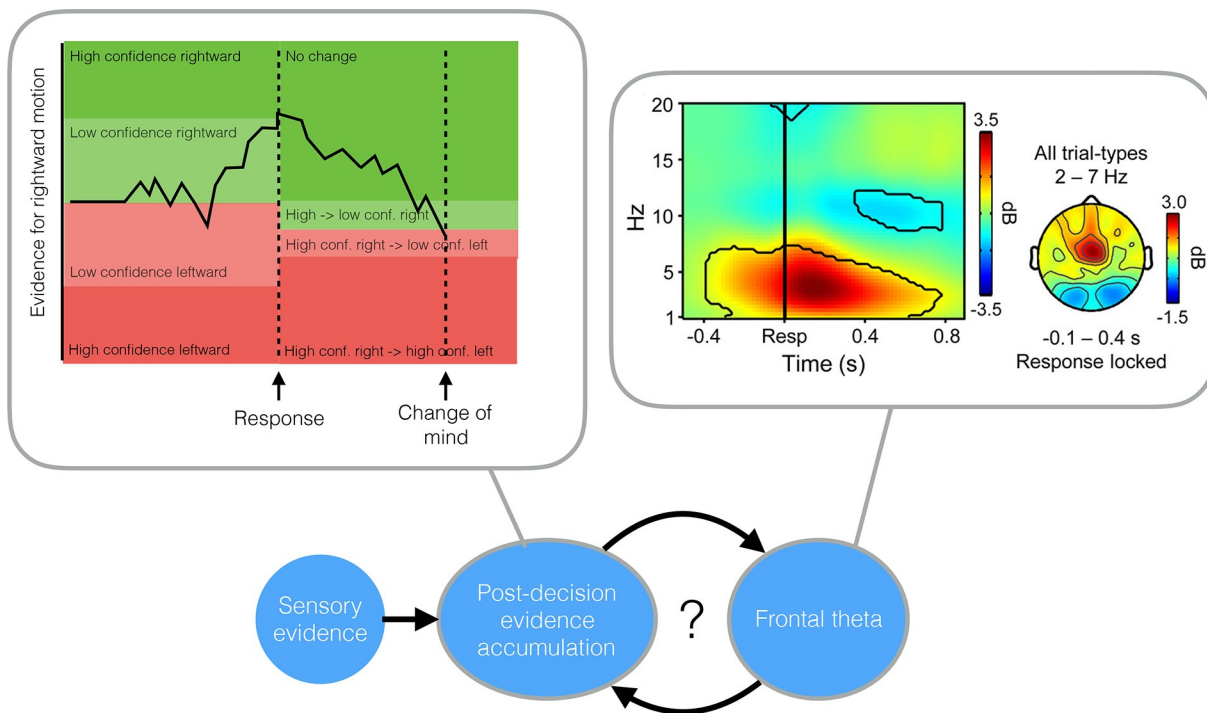 Evidence for rightward motion
High confidence rightward
No change
Low confidence rightward
High -> low conf. right
High conf. right -> low conf. left
Low confidence leftward
High confidence leftward
High conf. right -> high conf. left
Response
Change of
mind
20
15
10
5
1
Hz
-0.4
Resp
0.4
0.8
Time (s)
3.5
dB
-3.5
All trial-types
2 – 7 Hz
3.0
dB
-1.5
-0.1 – 0.4 s
Response locked
Sensory
evidence
Post-decision
evidence
accumulation
?
Frontal theta